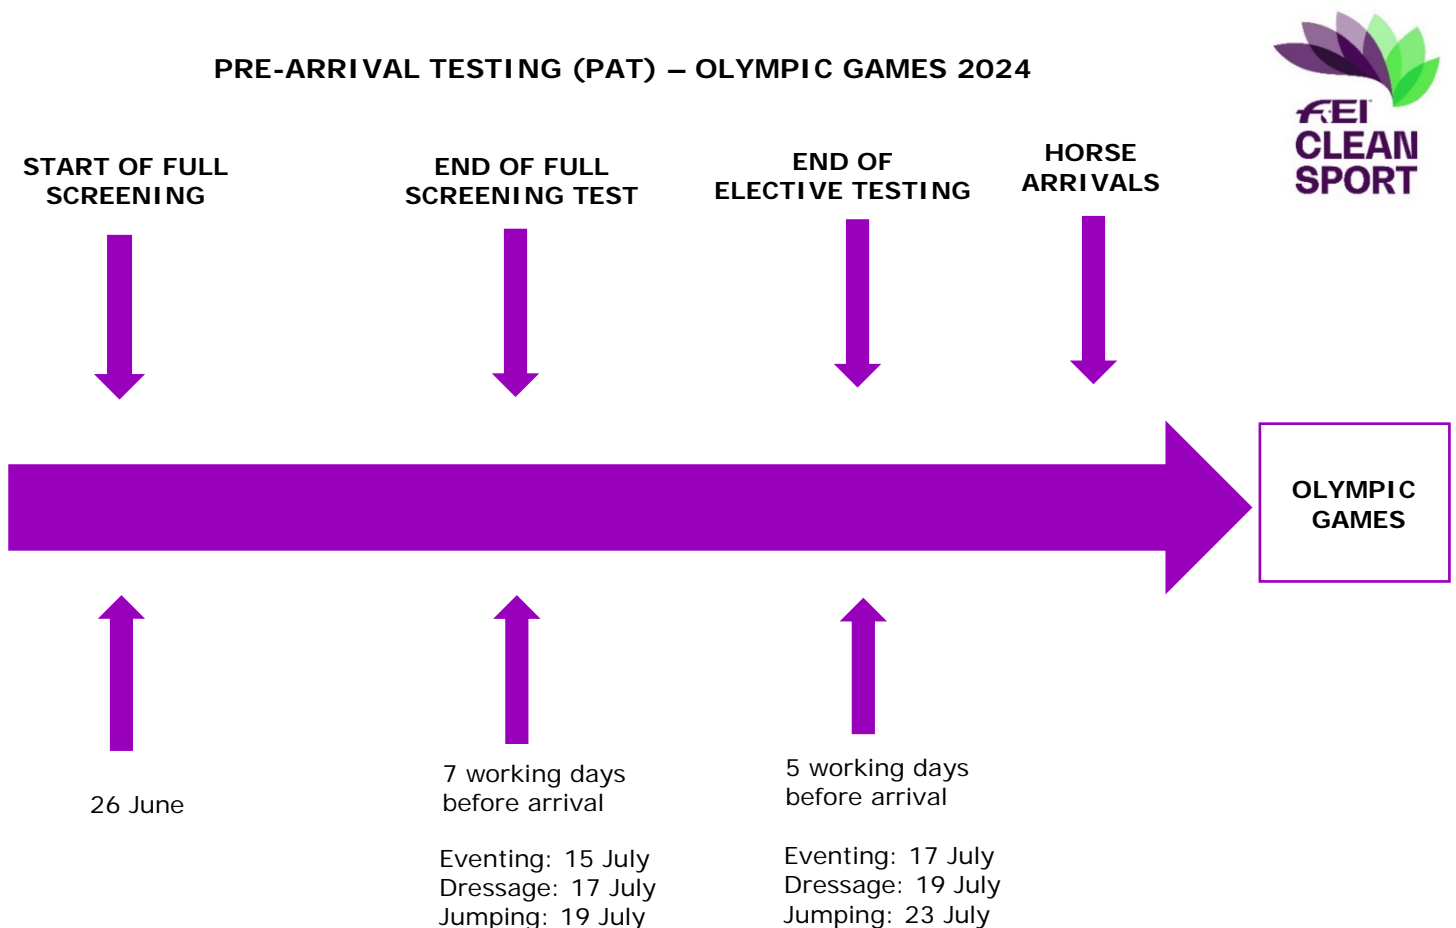 PRE-ARRIVAL TESTING (PAT) – OLYMPIC GAMES 2024
FEI
CLEAN
SPORT
START OF FULL
SCREENING
END OF FULL
SCREENING TEST
END OF
ELECTIVE TESTING
HORSE
ARRIVALS
OLYMPIC
GAMES
26 June
7 working days
before arrival
Eventing: 15 July
Dressage: 17 July
Jumping: 19 July
5 working days
before arrival
Eventing: 17 July
Dressage: 19 July
Jumping: 23 July